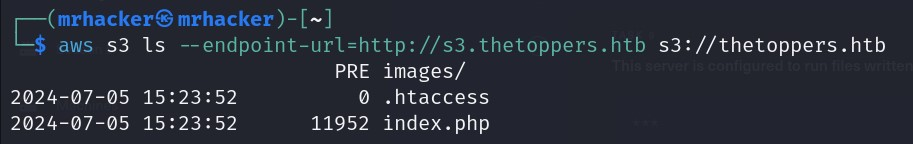 ┌──(mrhacker㉿mrhacker)-[~]
└─$ aws s3 ls --endpoint-url=http://s3.thetoppers.htb s3://thetoppers.htb
This server is configured to run files written
PRE images/
2024-07-05 15:23:52 0 .htaccess
2024-07-05 15:23:52 11952 index.php